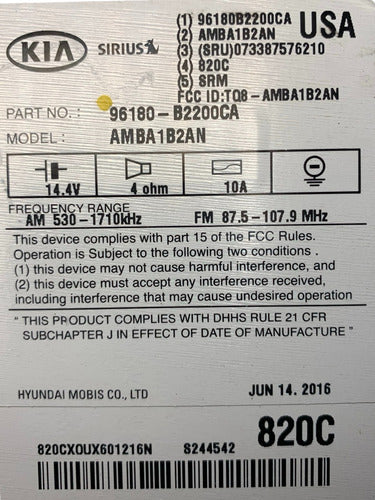 KIA SIRIUS
(1) 96180B2200CA USA
(2) AMBA1B2AN
(3) (SRU)073387576210
(4) 820C
(5) SRM
FCC ID:TQ8-AMBA1B2AN
PART NO. : 96180-B2200CA
MODEL : AMBA1B2AN
14.4V 4 ohm 10A
FREQUENCY RANGE
AM 530-1710kHz FM 87.5-107.9 MHz
This device complies with part 15 of the FCC Rules.
Operation is Subject to the following two conditions .
(1) this device may not cause harmful interference, and
(2) this device must accept any interference received,
including interference that may cause undesired operation
" THIS PRODUCT COMPLIES WITH DHHS RULE 21 CFR
SUBCHAPTER J IN EFFECT OF DATE OF MANUFACTURE "
HYUNDAI MOBIS CO., LTD JUN 14. 2016
820C
820CXOUX601216N S244542